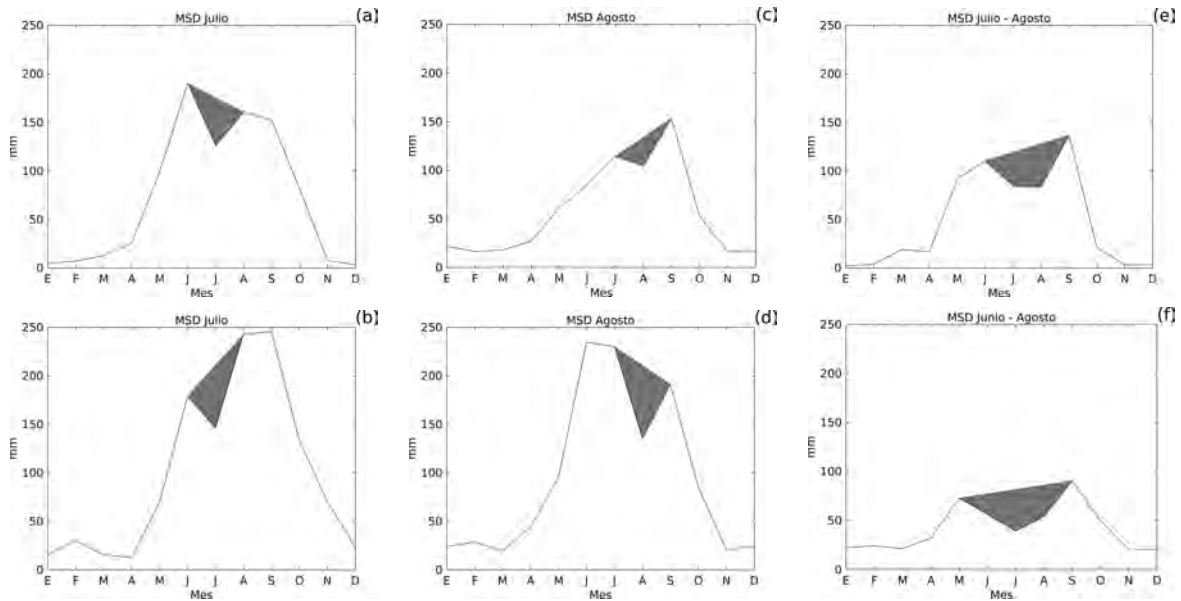 MSD Julio (a)
250
200
150
100
50
0
mm
E F M A M J J A S O N D
Mes
MSD Agosto (c)
250
200
150
100
50
0
mm
E F M A M J J A S O N D
Mes
MSD Julio - Agosto (e)
250
200
150
100
50
0
mm
E F M A M J J A S O N D
Mes
MSD Julio (b)
250
200
150
100
50
0
mm
E F M A M J J A S O N D
Mes
MSD Agosto (d)
250
200
150
100
50
0
mm
E F M A M J J A S O N D
Mes
MSD Junio - Agosto (f)
250
200
150
100
50
0
mm
E F M A M J J A S O N D
Mes